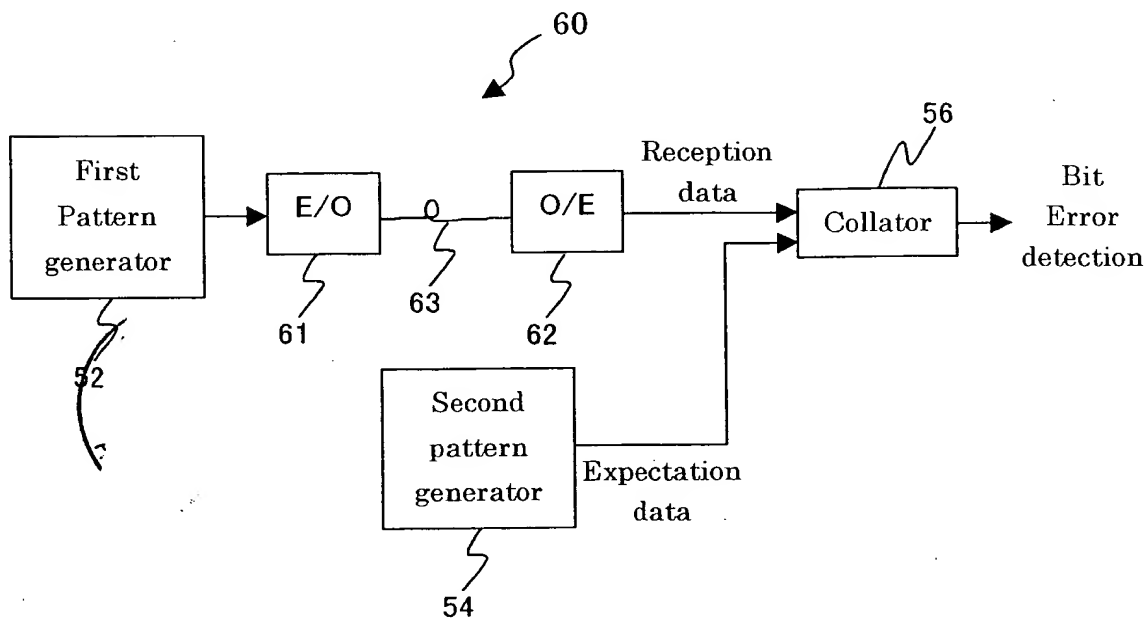 60
56
First
Pattern
generator
E/O
O/E
Reception
data
Collator
Bit
Error
detection
63
61
62
52
Second
pattern
generator
Expectation
data
54